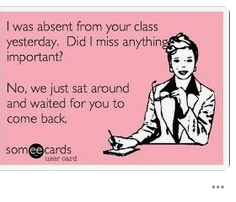 I was absent from your class
yesterday. Did I miss anything
important?
No, we just sat around
and waited for you to
come back.
someecards
user card